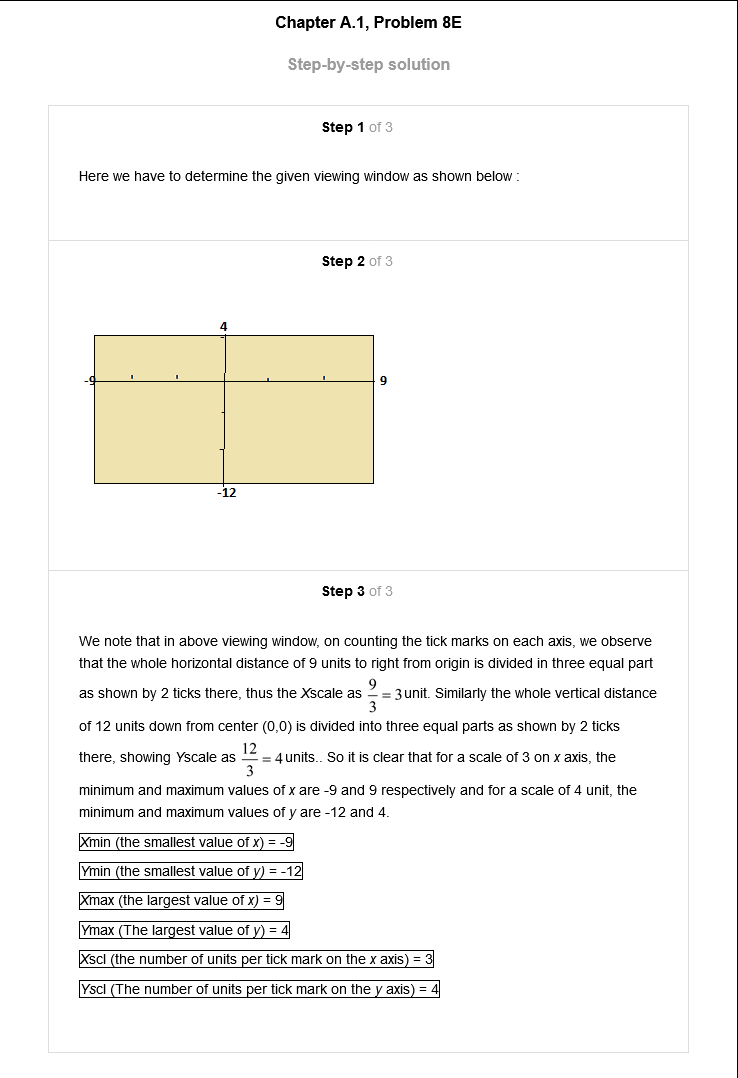 Chapter A.1, Problem 8E
Step-by-step solution
Step 1 of 3
Here we have to determine the given viewing window as shown below :
Step 2 of 3
4
-9
9
-12
Step 3 of 3
We note that in above viewing window, on counting the tick marks on each axis, we observe
that the whole horizontal distance of 9 units to right from origin is divided in three equal part
as shown by 2 ticks there, thus the Xscale as 9/3 = 3 unit. Similarly the whole vertical distance
of 12 units down from center (0,0) is divided into three equal parts as shown by 2 ticks
there, showing Yscale as 12/3 = 4 units.. So it is clear that for a scale of 3 on x axis, the
minimum and maximum values of x are -9 and 9 respectively and for a scale of 4 unit, the
minimum and maximum values of y are -12 and 4.
Xmin (the smallest value of x) = -9
Ymin (the smallest value of y) = -12
Xmax (the largest value of x) = 9
Ymax (The largest value of y) = 4
Xscl (the number of units per tick mark on the x axis) = 3
Yscl (The number of units per tick mark on the y axis) = 4